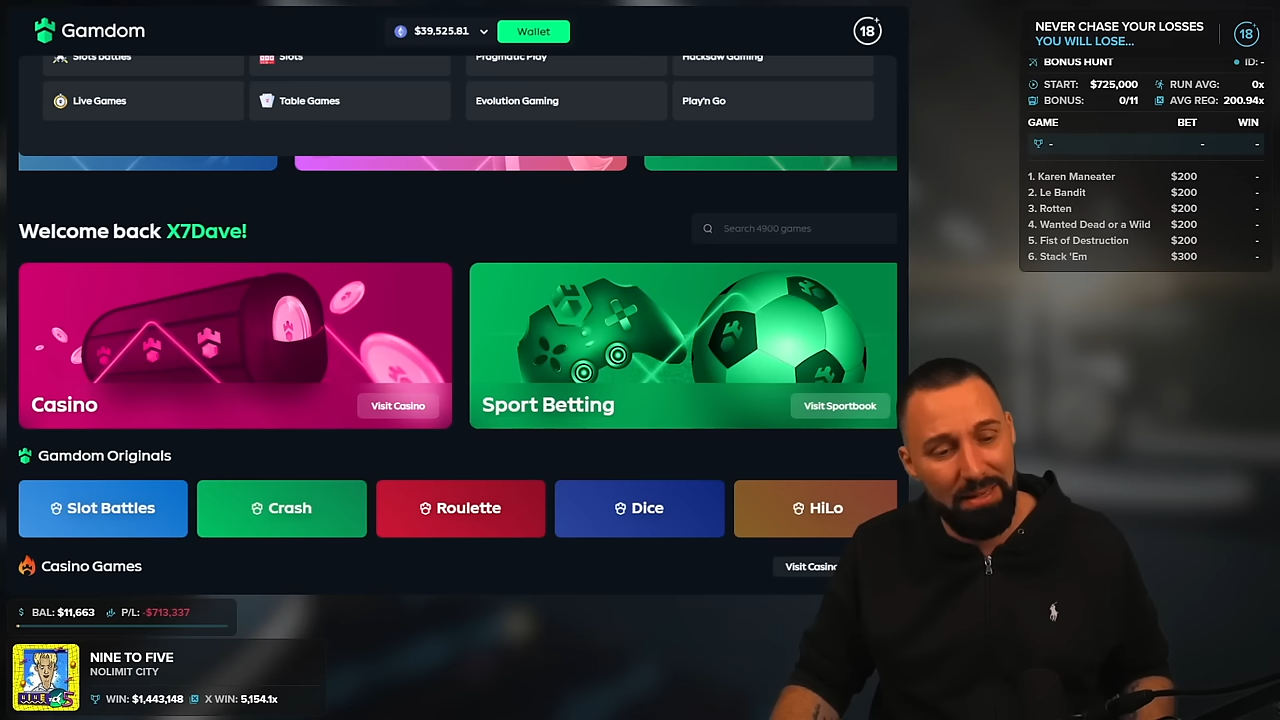 Gamdom
$39,525.81
Wallet
18+
Slots Battles
Slots
Pragmatic Play
Hacksaw Gaming
Live Games
Table Games
Evolution Gaming
Play'n Go
Welcome back X7Dave!
Search 4900 games
Casino
Visit Casino
Sport Betting
Visit Sportbook
Gamdom Originals
Slot Battles
Crash
Roulette
Dice
HiLo
Casino Games
Visit Casino
$ BAL: $11,663 P/L: -$713,337
NINE TO FIVE
NOLIMIT CITY
WIN: $1,443,148 X WIN: 5,154.1x
NEVER CHASE YOUR LOSSES
YOU WILL LOSE...
18+
BONUS HUNT ID: -
START: $725,000 RUN AVG: 0x
BONUS: 0/11 AVG REQ: 200.94x
GAME BET WIN
- - -
1. Karen Maneater $200 -
2. Le Bandit $200 -
3. Rotten $200 -
4. Wanted Dead or a Wild $200 -
5. Fist of Destruction $200 -
6. Stack 'Em $300 -